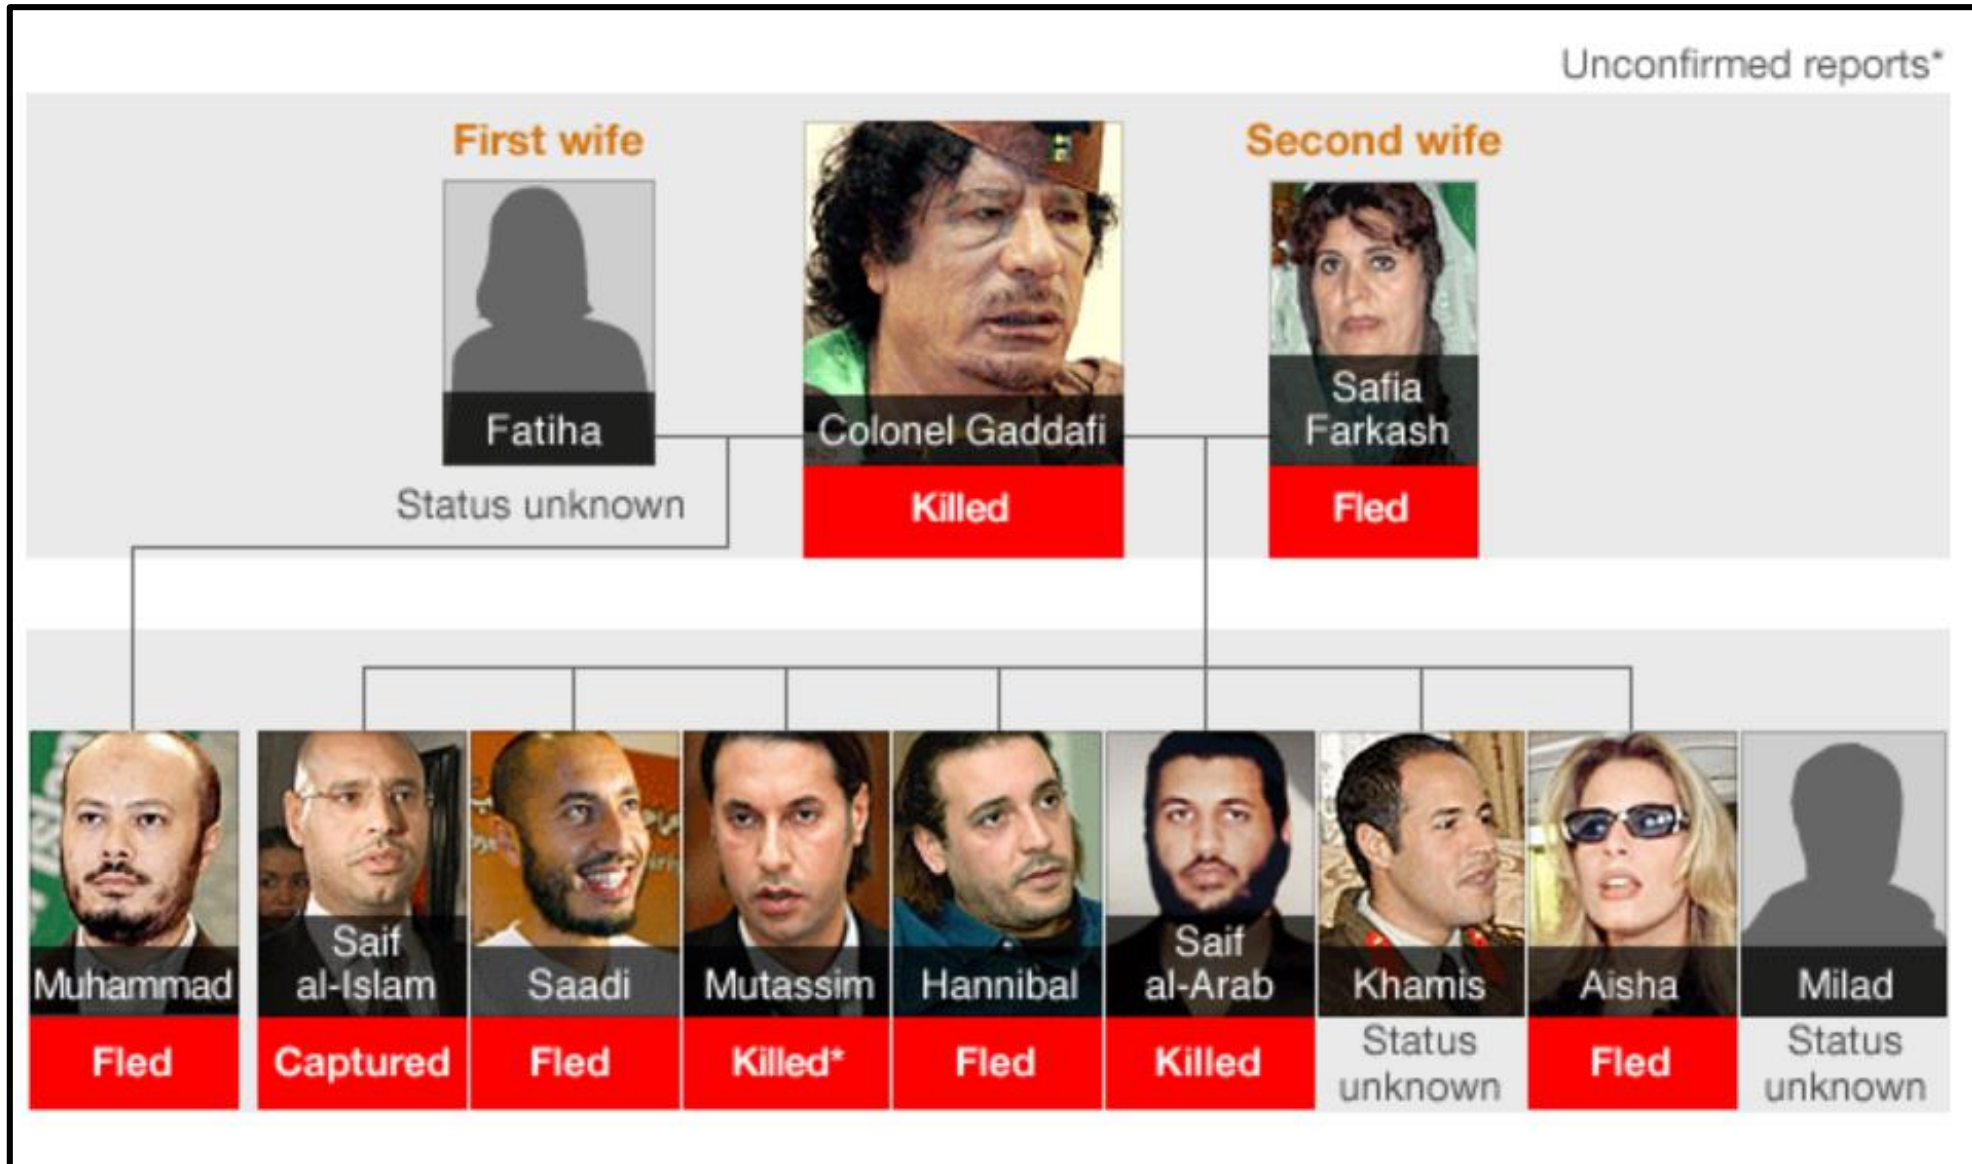 Unconfirmed reports*
First wife
Second wife
Fatiha
Colonel Gaddafi
Safia
Farkash
Status unknown
Killed
Fled
Muhammad
Fled
Saif
al-Islam
Captured
Saadi
Fled
Mutassim
Killed*
Hannibal
Fled
Saif
al-Arab
Killed
Khamis
Status
unknown
Aisha
Fled
Milad
Status
unknown